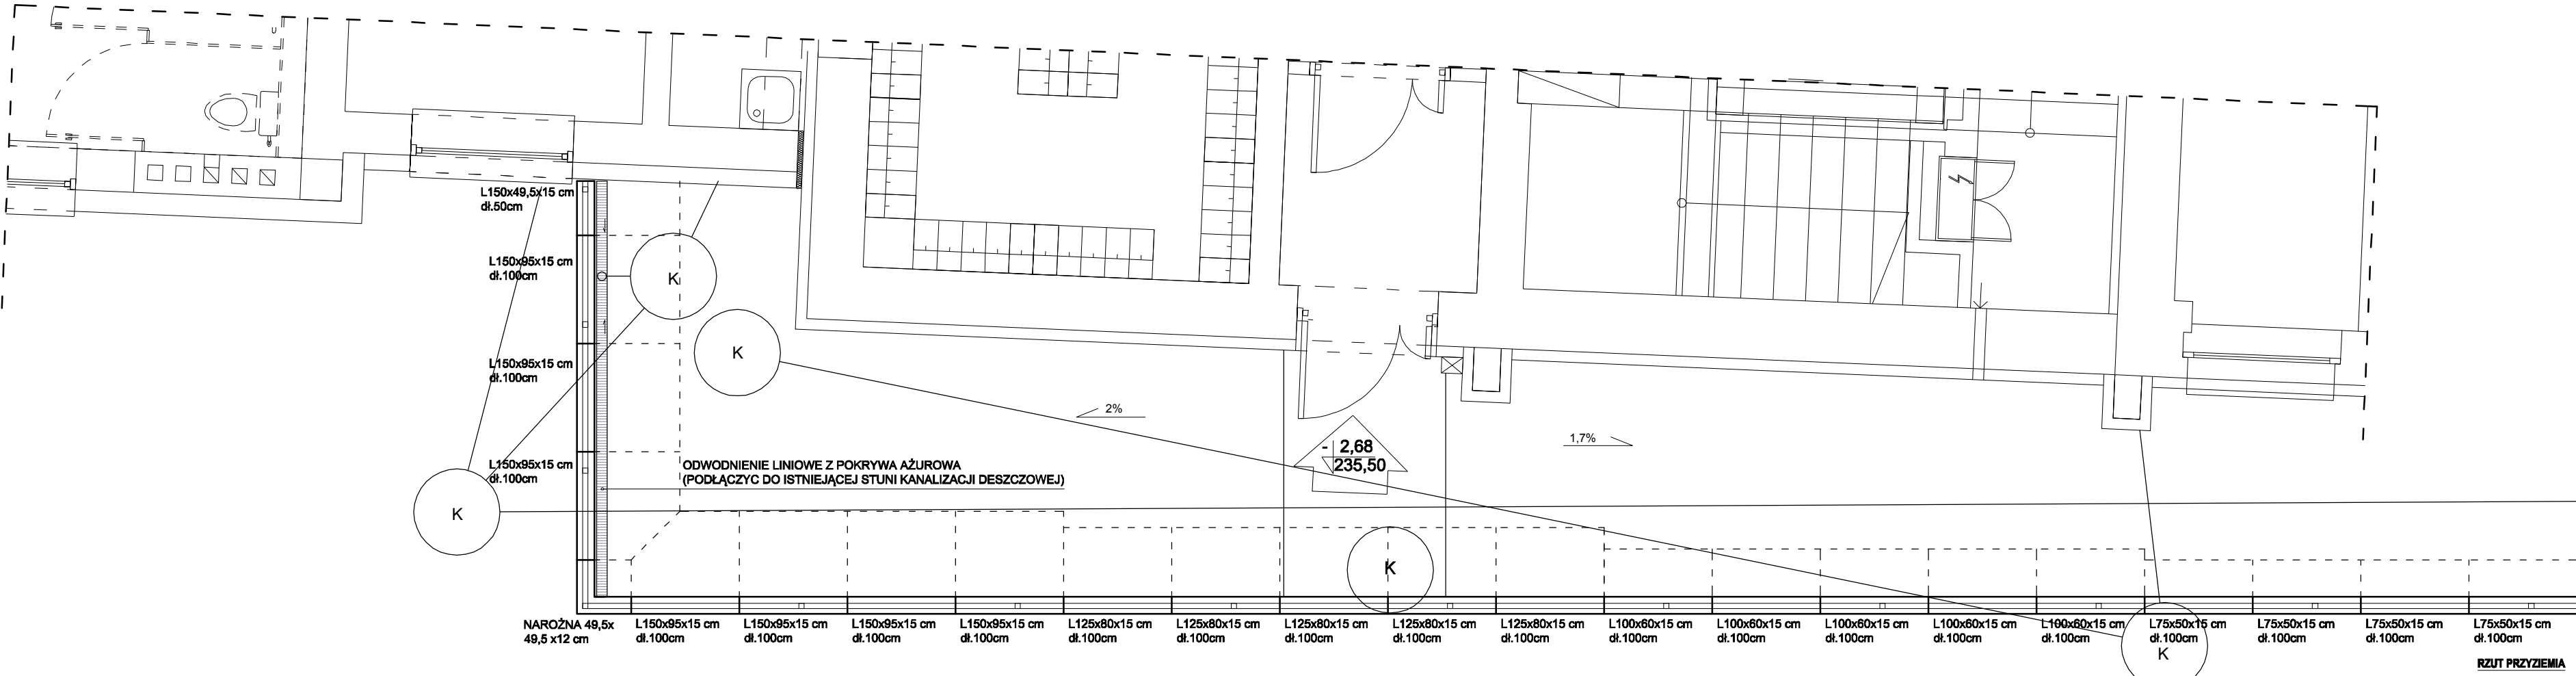 L150x49,5x15 cm
dł.50cm
L150x95x15 cm
dł.100cm
K
K
L150x95x15 cm
dł.100cm
2%
1,7%
- 2,68
235,50
L150x95x15 cm
dł.100cm
ODWODNIENIE LINIOWE Z POKRYWA AŻUROWA
(PODŁĄCZYC DO ISTNIEJĄCEJ STUNI KANALIZACJI DESZCZOWEJ)
K
K
NAROŻNA 49,5x
49,5 x12 cm
L150x95x15 cm
dł.100cm
L150x95x15 cm
dł.100cm
L150x95x15 cm
dł.100cm
L150x95x15 cm
dł.100cm
L125x80x15 cm
dł.100cm
L125x80x15 cm
dł.100cm
L125x80x15 cm
dł.100cm
L125x80x15 cm
dł.100cm
L125x80x15 cm
dł.100cm
L100x60x15 cm
dł.100cm
L100x60x15 cm
dł.100cm
L100x60x15 cm
dł.100cm
L100x60x15 cm
dł.100cm
L100x60x15 cm
dł.100cm
L75x50x15 cm
dł.100cm
L75x50x15 cm
dł.100cm
L75x50x15 cm
dł.100cm
L75x50x15 cm
dł.100cm
K
RZUT PRZYZIEMIA